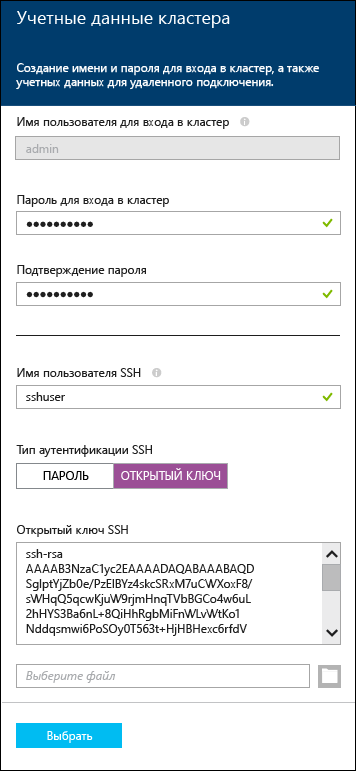 Учетные данные кластера
Создание имени и пароля для входа в кластер, а также
учетных данных для удаленного подключения.
Имя пользователя для входа в кластер
admin
Пароль для входа в кластер
••••••••••
Подтверждение пароля
••••••••••
Имя пользователя SSH
sshuser
Тип аутентификации SSH
ПАРОЛЬ ОТКРЫТЫЙ КЛЮЧ
Открытый ключ SSH
ssh-rsa
AAAAB3NzaC1yc2EAAAADAQABAAABAQD
SglptYjZb0e/PzEIBYz4skcSRxM7uCWXoxF8/
sWHqQ5qcwKjuW9rjmHnqTVbBGCo4w6uL
2hHYS3Ba6nL+8QiHhRgbMiFnWLvWtKo1
Nddqsmwi6PoSOy0T563t+HjHBHexc6rfdV
Выберите файл
Выбрать